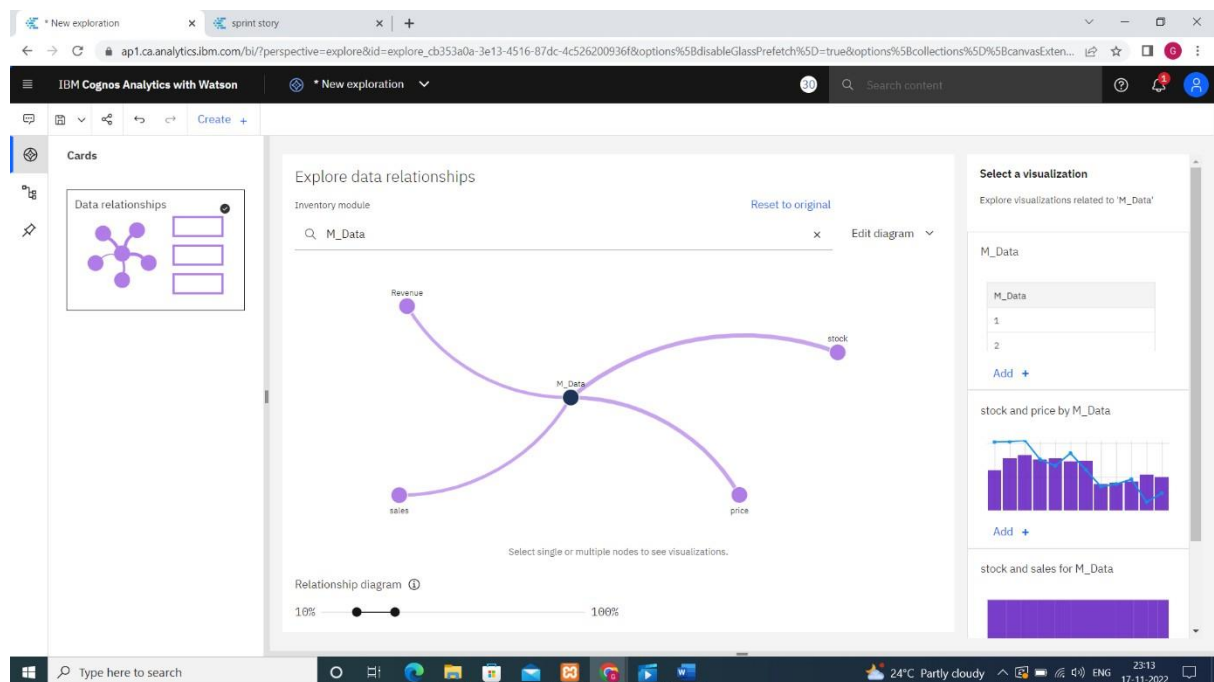 * New exploration
sprint story
ap1.ca.analytics.ibm.com/bi/?perspective=explore&id=explore_cb353a0a-3e13-4516-87dc-4c526200936f&options%5BdisableGlassPrefetch%5D=true&options%5Bcollections%5D%5BcanvasExten...
G
IBM Cognos Analytics with Watson
* New exploration
30
Search content
1
Create +
Cards
Data relationships
Explore data relationships
Inventory module
Reset to original
M_Data
Edit diagram
Revenue
stock
M_Data
sales
price
Select single or multiple nodes to see visualizations.
Relationship diagram
10%
100%
Select a visualization
Explore visualizations related to 'M_Data'
M_Data
M_Data
1
2
Add +
stock and price by M_Data
Add +
stock and sales for M_Data
Type here to search
24°C Partly cloudy
ENG
23:13
17-11-2022